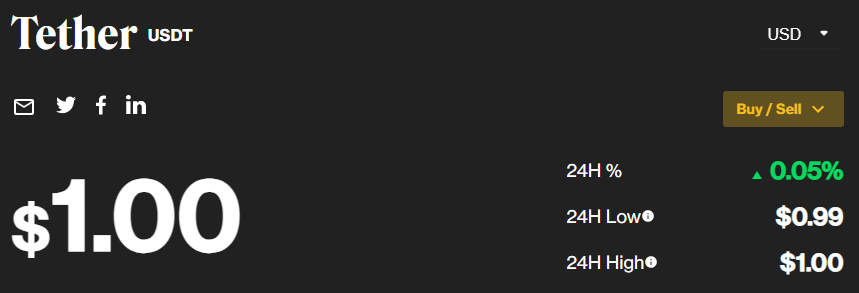 Tether USDT
USD
Buy / Sell
$1.00
24H % 0.05%
24H Low $0.99
24H High $1.00